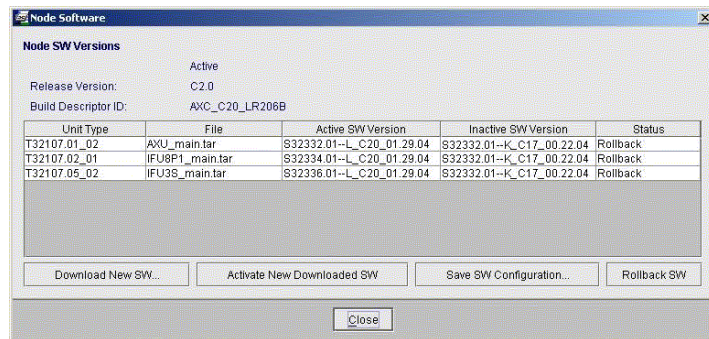 Node Software
Node SW Versions
Active
Release Version: C2.0
Build Descriptor ID: AXC_C20_LR206B
Unit Type File Active SW Version Inactive SW Version Status
T32107.01_02 AXU_main.tar S32332.01--L_C20_01.29.04 S32332.01--K_C17_00.22.04 Rollback
T32107.02_01 IFU8P1_main.tar S32334.01--L_C20_01.29.04 S32332.01--K_C17_00.22.04 Rollback
T32107.05_02 IFU3S_main.tar S32336.01--L_C20_01.29.04 S32332.01--K_C17_00.22.04 Rollback
Download New SW... Activate New Downloaded SW Save SW Configuration... Rollback SW
Close